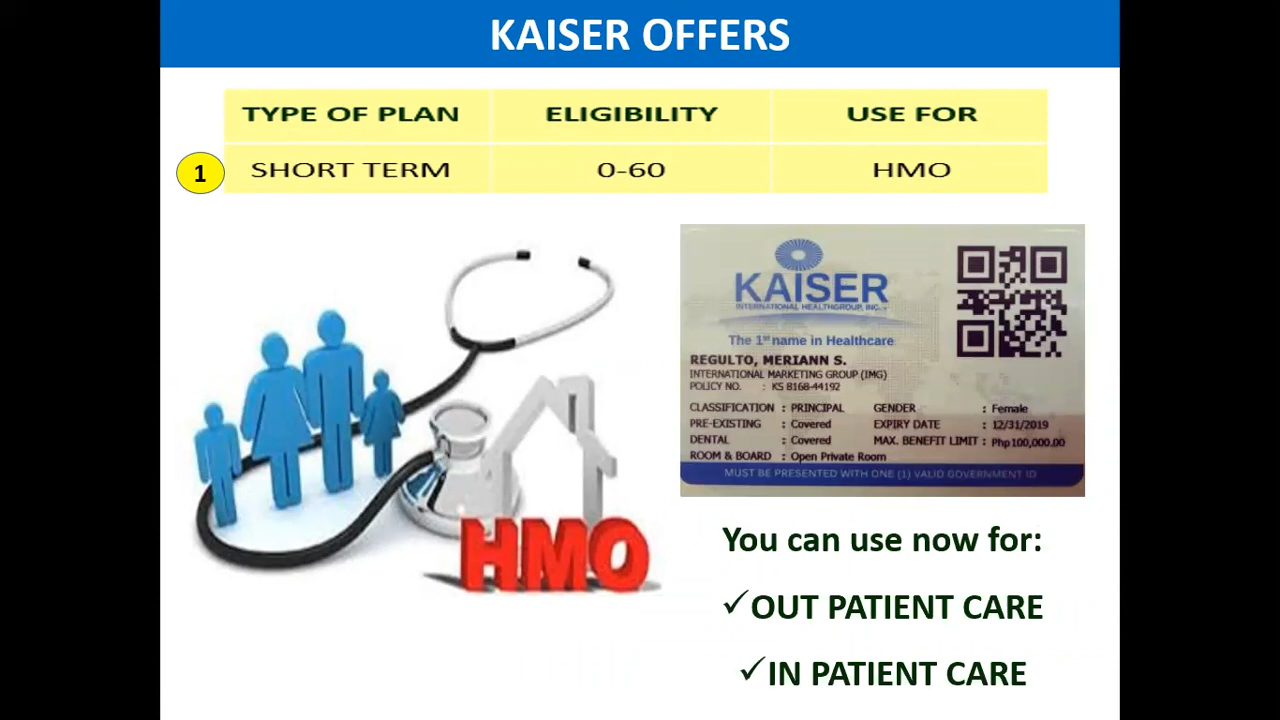 KAISER OFFERS
TYPE OF PLAN ELIGIBILITY USE FOR
1 SHORT TERM 0-60 HMO
HMO
KAISER
INTERNATIONAL HEALTHGROUP, INC.
The 1st name in Healthcare
REGULTO, MERIANN S.
INTERNATIONAL MARKETING GROUP (IMG)
POLICY NO. : KS 8168-44192
CLASSIFICATION : PRINCIPAL GENDER : Female
PRE-EXISTING : Covered EXPIRY DATE : 12/31/2019
DENTAL : Covered MAX. BENEFIT LIMIT : Php100,000.00
ROOM & BOARD : Open Private Room
MUST BE PRESENTED WITH ONE (1) VALID GOVERNMENT ID
You can use now for:
✓OUT PATIENT CARE
✓IN PATIENT CARE